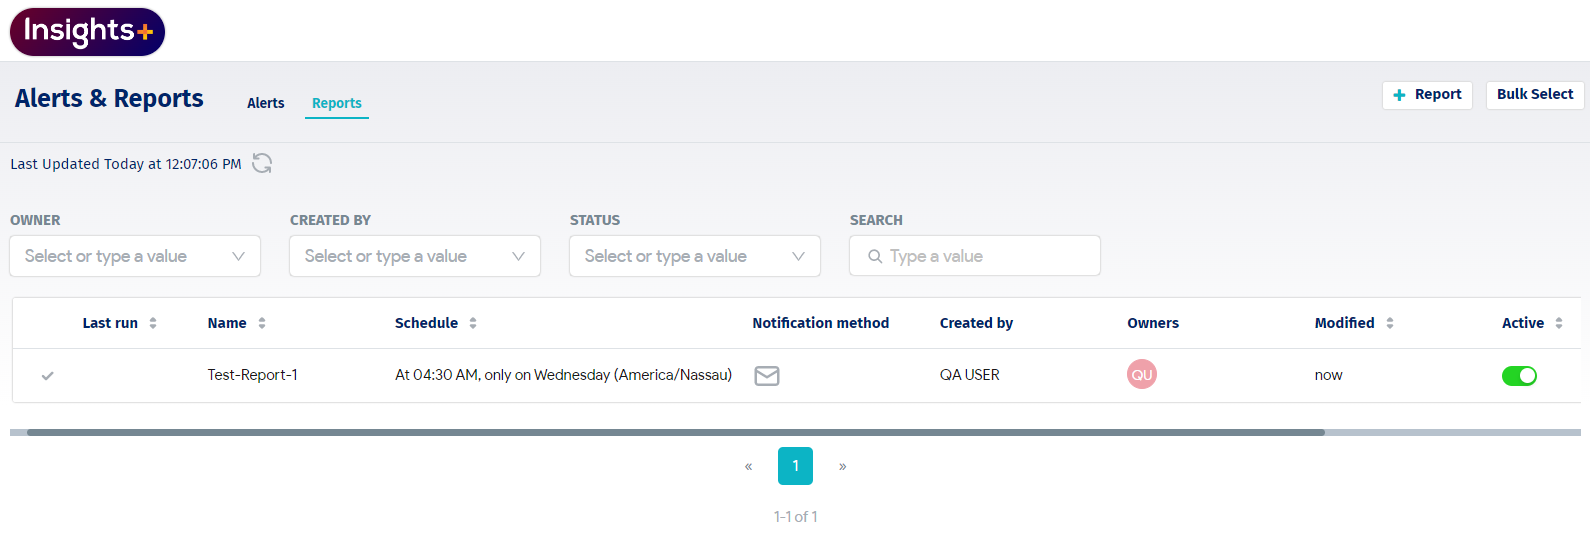 Insights+
Alerts & Reports
Alerts
Reports
+ Report
Bulk Select
Last Updated Today at 12:07:06 PM
OWNER
CREATED BY
STATUS
SEARCH
Select or type a value
Select or type a value
Select or type a value
Type a value
Last run
Name
Schedule
Notification method
Created by
Owners
Modified
Active
Test-Report-1
At 04:30 AM, only on Wednesday (America/Nassau)
QA USER
QU
now
« 1 »
1-1 of 1